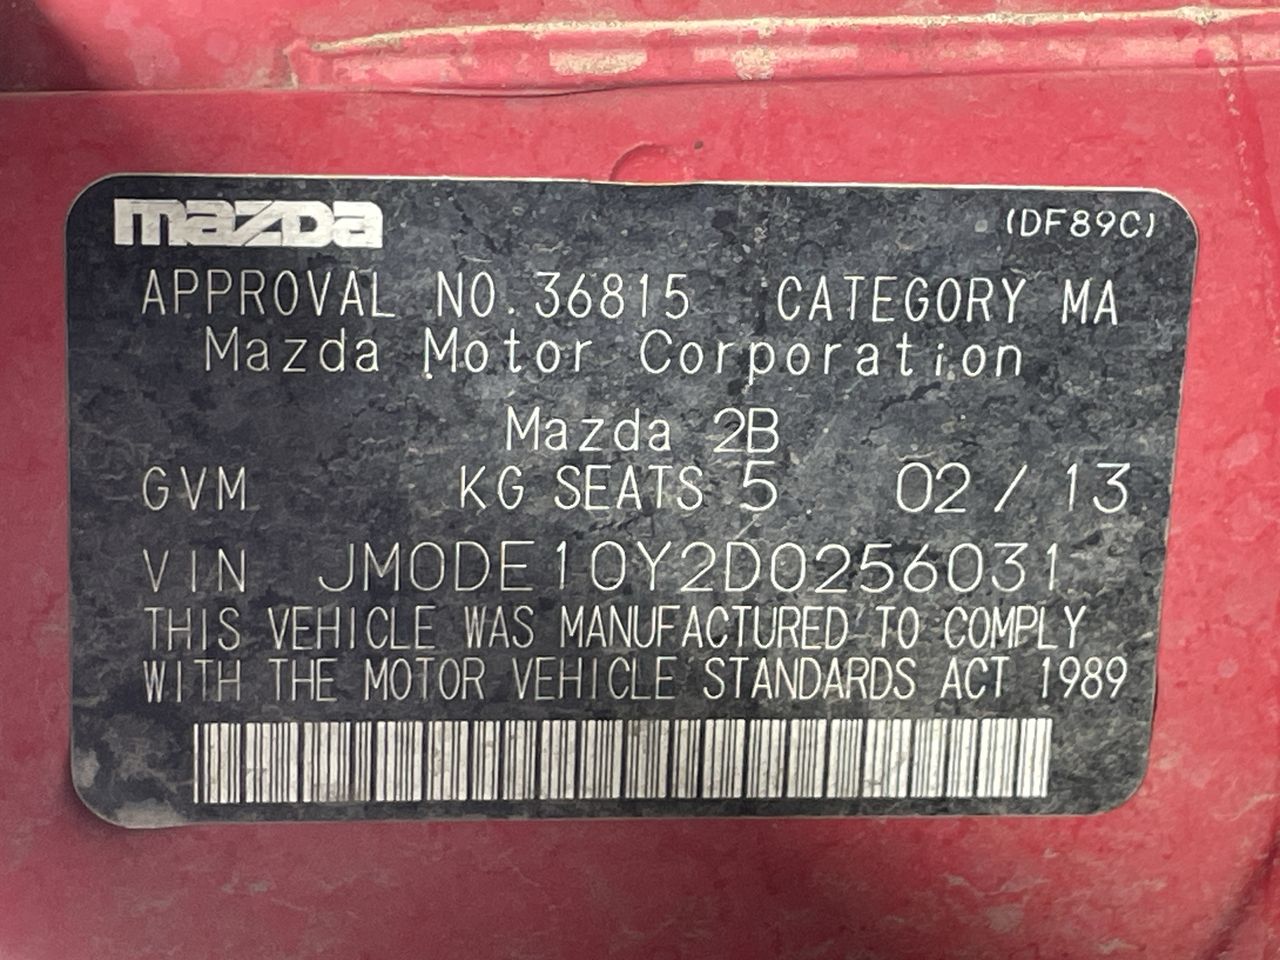 mazda (DF89C)
APPROVAL NO. 36815 CATEGORY MA
Mazda Motor Corporation
Mazda 2B
GVM KG SEATS 5 02 / 13
VIN JM0DE10Y2D0256031
THIS VEHICLE WAS MANUFACTURED TO COMPLY
WITH THE MOTOR VEHICLE STANDARDS ACT 1989